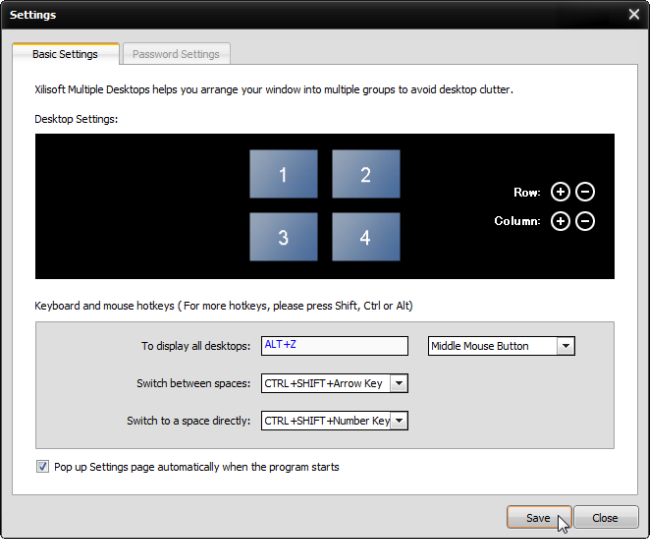 Settings
Basic Settings Password Settings
Xilisoft Multiple Desktops helps you arrange your window into multiple groups to avoid desktop clutter.
Desktop Settings:
1 2
Row:
Column:
3 4
Keyboard and mouse hotkeys ( For more hotkeys, please press Shift, Ctrl or Alt)
To display all desktops: ALT+Z Middle Mouse Button
Switch between spaces: CTRL+SHIFT+Arrow Key
Switch to a space directly: CTRL+SHIFT+Number Key
Pop up Settings page automatically when the program starts
Save Close